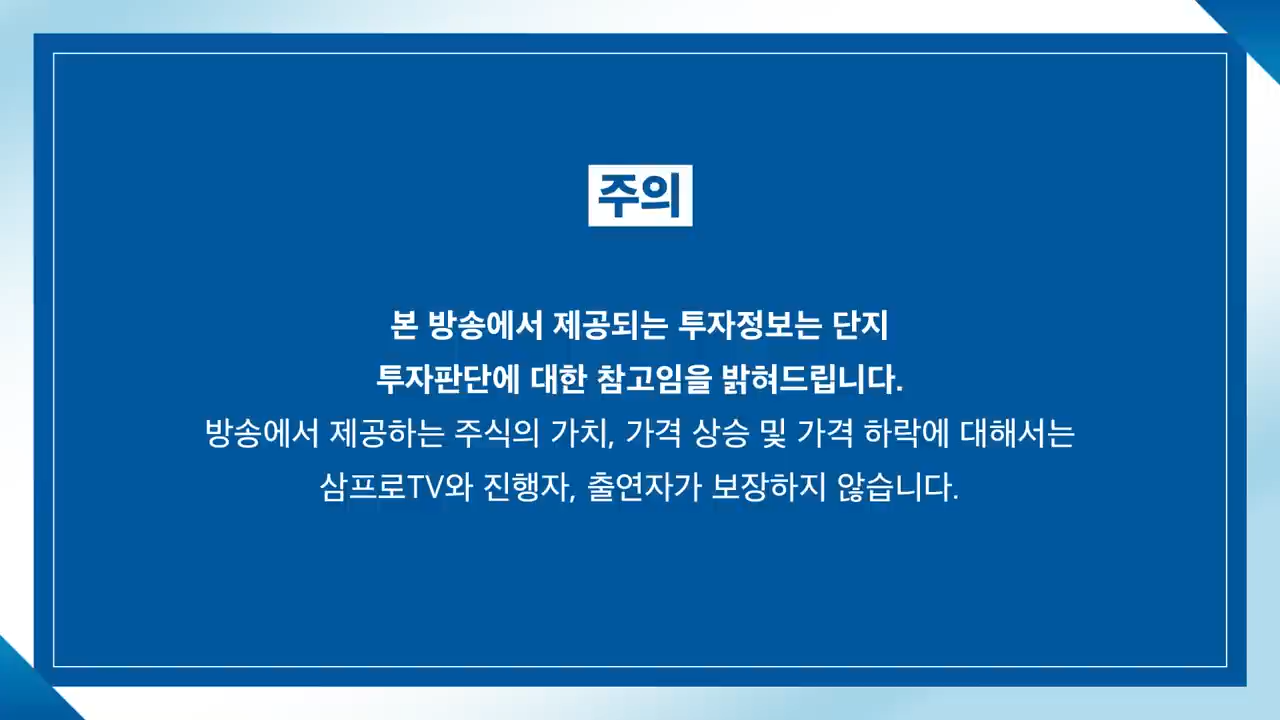 주의
본 방송에서 제공되는 투자정보는 단지
투자판단에 대한 참고임을 밝혀드립니다.
방송에서 제공하는 주식의 가치, 가격 상승 및 가격 하락에 대해서는
삼프로TV와 진행자, 출연자가 보장하지 않습니다.